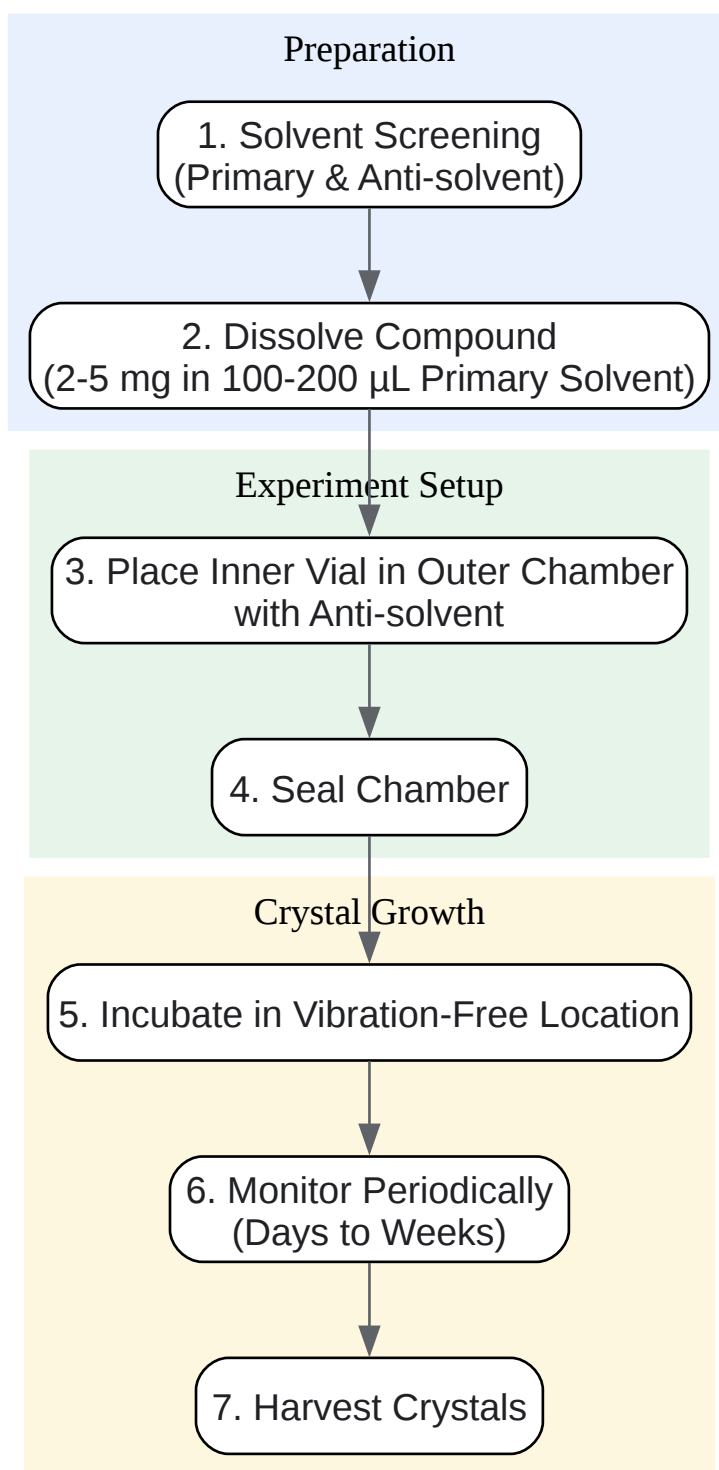 Preparation
1. Solvent Screening
(Primary & Anti-solvent)
2. Dissolve Compound
(2-5 mg in 100-200 µL Primary Solvent)
Experiment Setup
3. Place Inner Vial in Outer Chamber
with Anti-solvent
4. Seal Chamber
Crystal Growth
5. Incubate in Vibration-Free Location
6. Monitor Periodically
(Days to Weeks)
7. Harvest Crystals